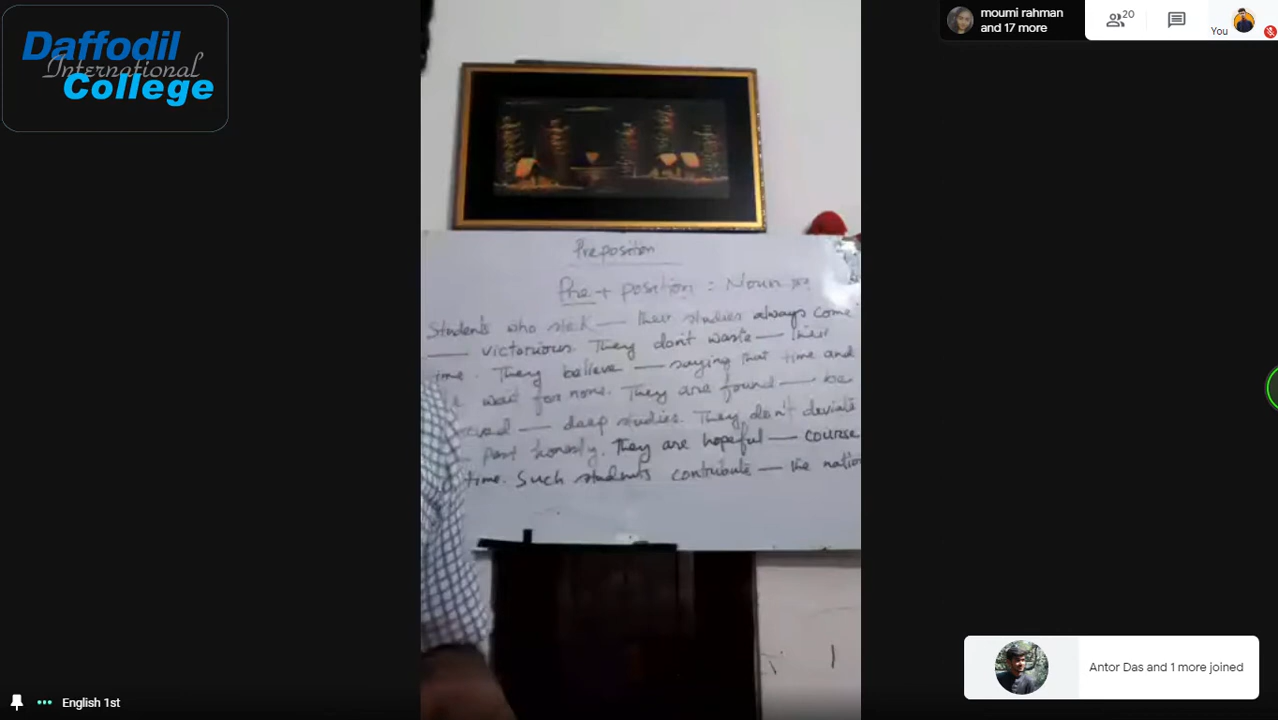 Daffodil
International
College
moumi rahman
and 17 more
20
You
Preposition
Pre + position : Noun
Students who stick — their studies always come
— victorious. They don't waste — their
time. They believe — saying that time and
wait for none. They are found — be
— deep studies. They don't deviate
They are hopeful — course
time. Such students contribute — the nation
Antor Das and 1 more joined
English 1st